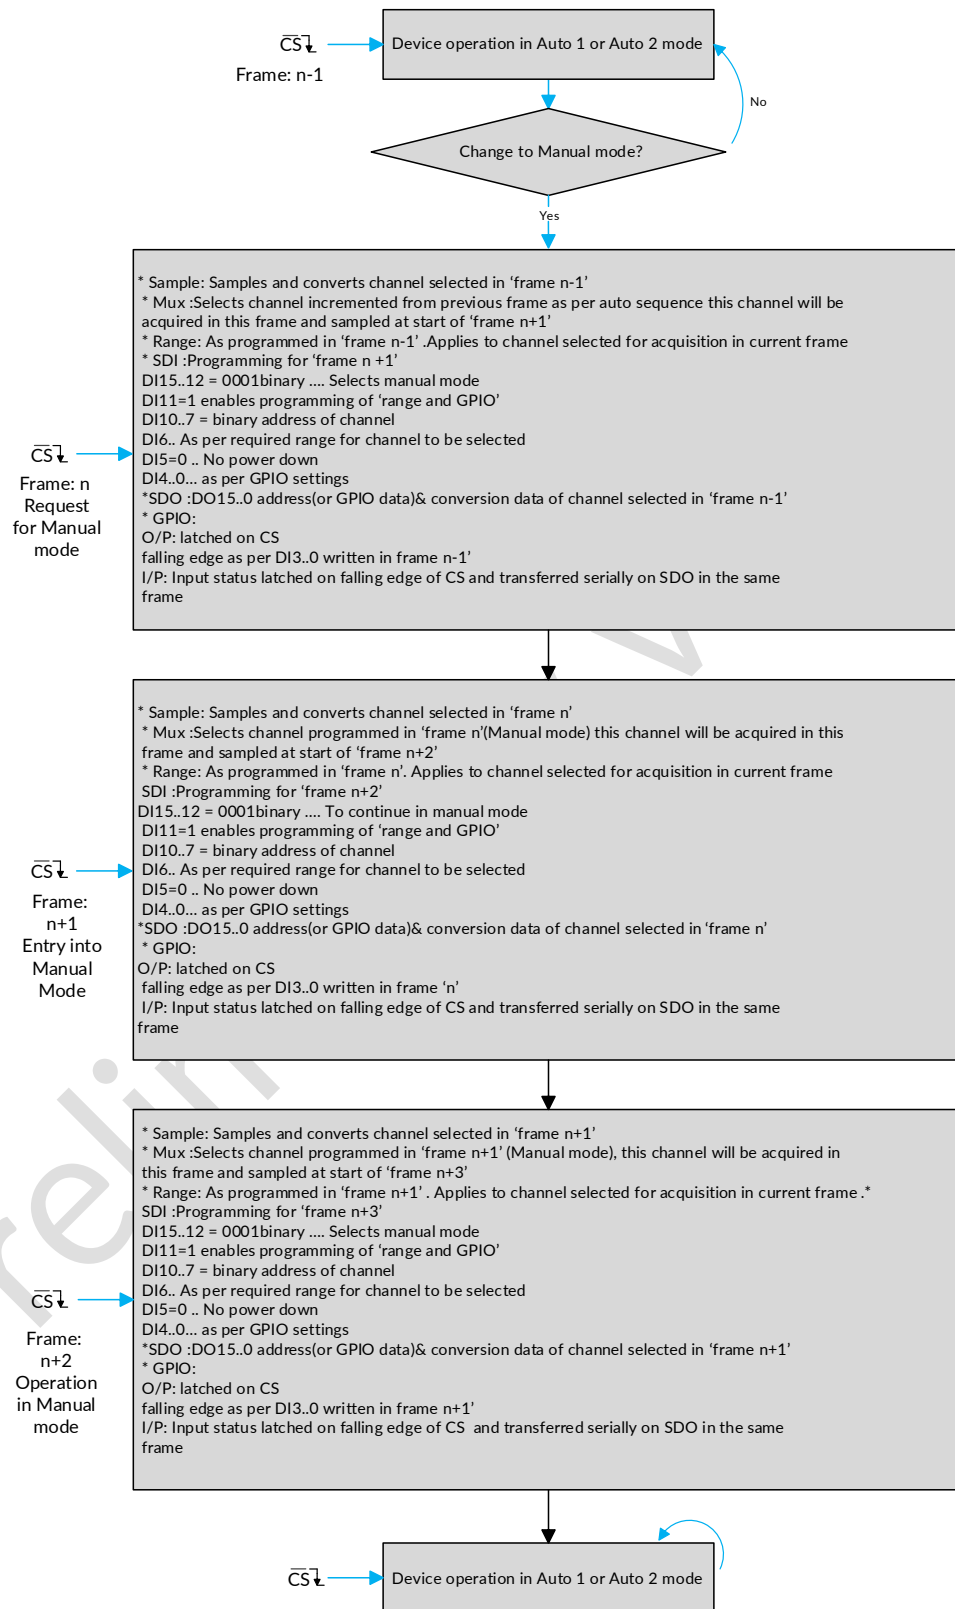 CS
Device operation in Auto 1 or Auto 2 mode
Frame: n-1
No
Change to Manual mode?
Yes
* Sample: Samples and converts channel selected in ‘frame n-1’
* Mux :Selects channel incremented from previous frame as per auto sequence this channel will be
acquired in this frame and sampled at start of ‘frame n+1’
* Range: As programmed in ‘frame n-1’ .Applies to channel selected for acquisition in current frame
* SDI :Programming for ‘frame n +1’
DI15..12 = 0001binary .... Selects manual mode
DI11=1 enables programming of ‘range and GPIO’
DI10..7 = binary address of channel
DI6.. As per required range for channel to be selected
DI5=0 .. No power down
DI4..0... as per GPIO settings
*SDO :DO15..0 address(or GPIO data)& conversion data of channel selected in ‘frame n-1’
* GPIO:
O/P: latched on CS
falling edge as per DI3..0 written in frame n-1’
I/P: Input status latched on falling edge of CS and transferred serially on SDO in the same
frame
CS
Frame: n
Request
for Manual
mode
* Sample: Samples and converts channel selected in ‘frame n’
* Mux :Selects channel programmed in ‘frame n’(Manual mode) this channel will be acquired in this
frame and sampled at start of ‘frame n+2’
* Range: As programmed in ‘frame n’. Applies to channel selected for acquisition in current frame
SDI :Programming for ‘frame n+2’
DI15..12 = 0001binary .... To continue in manual mode
DI11=1 enables programming of ‘range and GPIO’
DI10..7 = binary address of channel
DI6.. As per required range for channel to be selected
DI5=0 .. No power down
DI4..0... as per GPIO settings
*SDO :DO15..0 address(or GPIO data)& conversion data of channel selected in ‘frame n’
* GPIO:
O/P: latched on CS
falling edge as per DI3..0 written in frame ‘n’
I/P: Input status latched on falling edge of CS and transferred serially on SDO in the same
frame
CS
Frame:
n+1
Entry into
Manual
Mode
* Sample: Samples and converts channel selected in ‘frame n+1’
* Mux :Selects channel programmed in ‘frame n+1’ (Manual mode), this channel will be acquired in
this frame and sampled at start of ‘frame n+3’
* Range: As programmed in ‘frame n+1’ . Applies to channel selected for acquisition in current frame .*
SDI :Programming for ‘frame n+3’
DI15..12 = 0001binary .... Selects manual mode
DI11=1 enables programming of ‘range and GPIO’
DI10..7 = binary address of channel
DI6.. As per required range for channel to be selected
DI5=0 .. No power down
DI4..0... as per GPIO settings
*SDO :DO15..0 address(or GPIO data)& conversion data of channel selected in ‘frame n+1’
* GPIO:
O/P: latched on CS
falling edge as per DI3..0 written in frame n+1’
I/P: Input status latched on falling edge of CS  and transferred serially on SDO in the same
frame
CS
Frame:
n+2
Operation
in Manual
mode
CS
Device operation in Auto 1 or Auto 2 mode